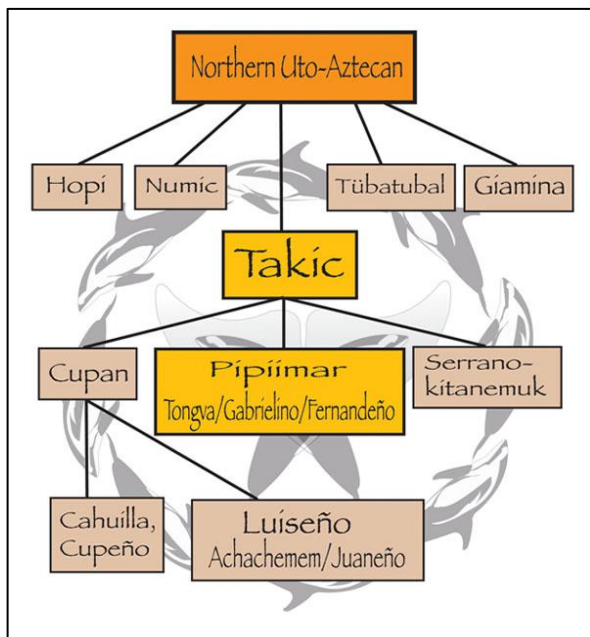 Northern Uto-Aztecan
Hopi
Numic
Tübatubal
Giamina
Takic
Cupan
Pipiimar
Tongva/Gabrielino/Fernandeño
Serrano-
kitanemuk
Cahuilla,
Cupeño
Luiseño
Achachemem/Juaneño